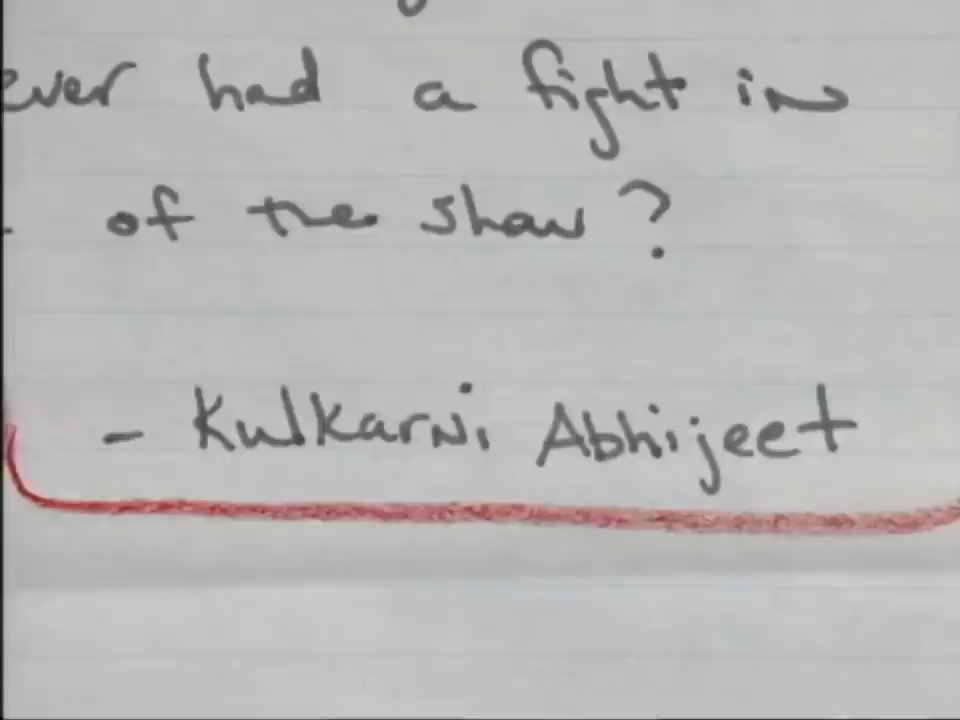 ever had a fight in
of the show?
- Kulkarni Abhijeet